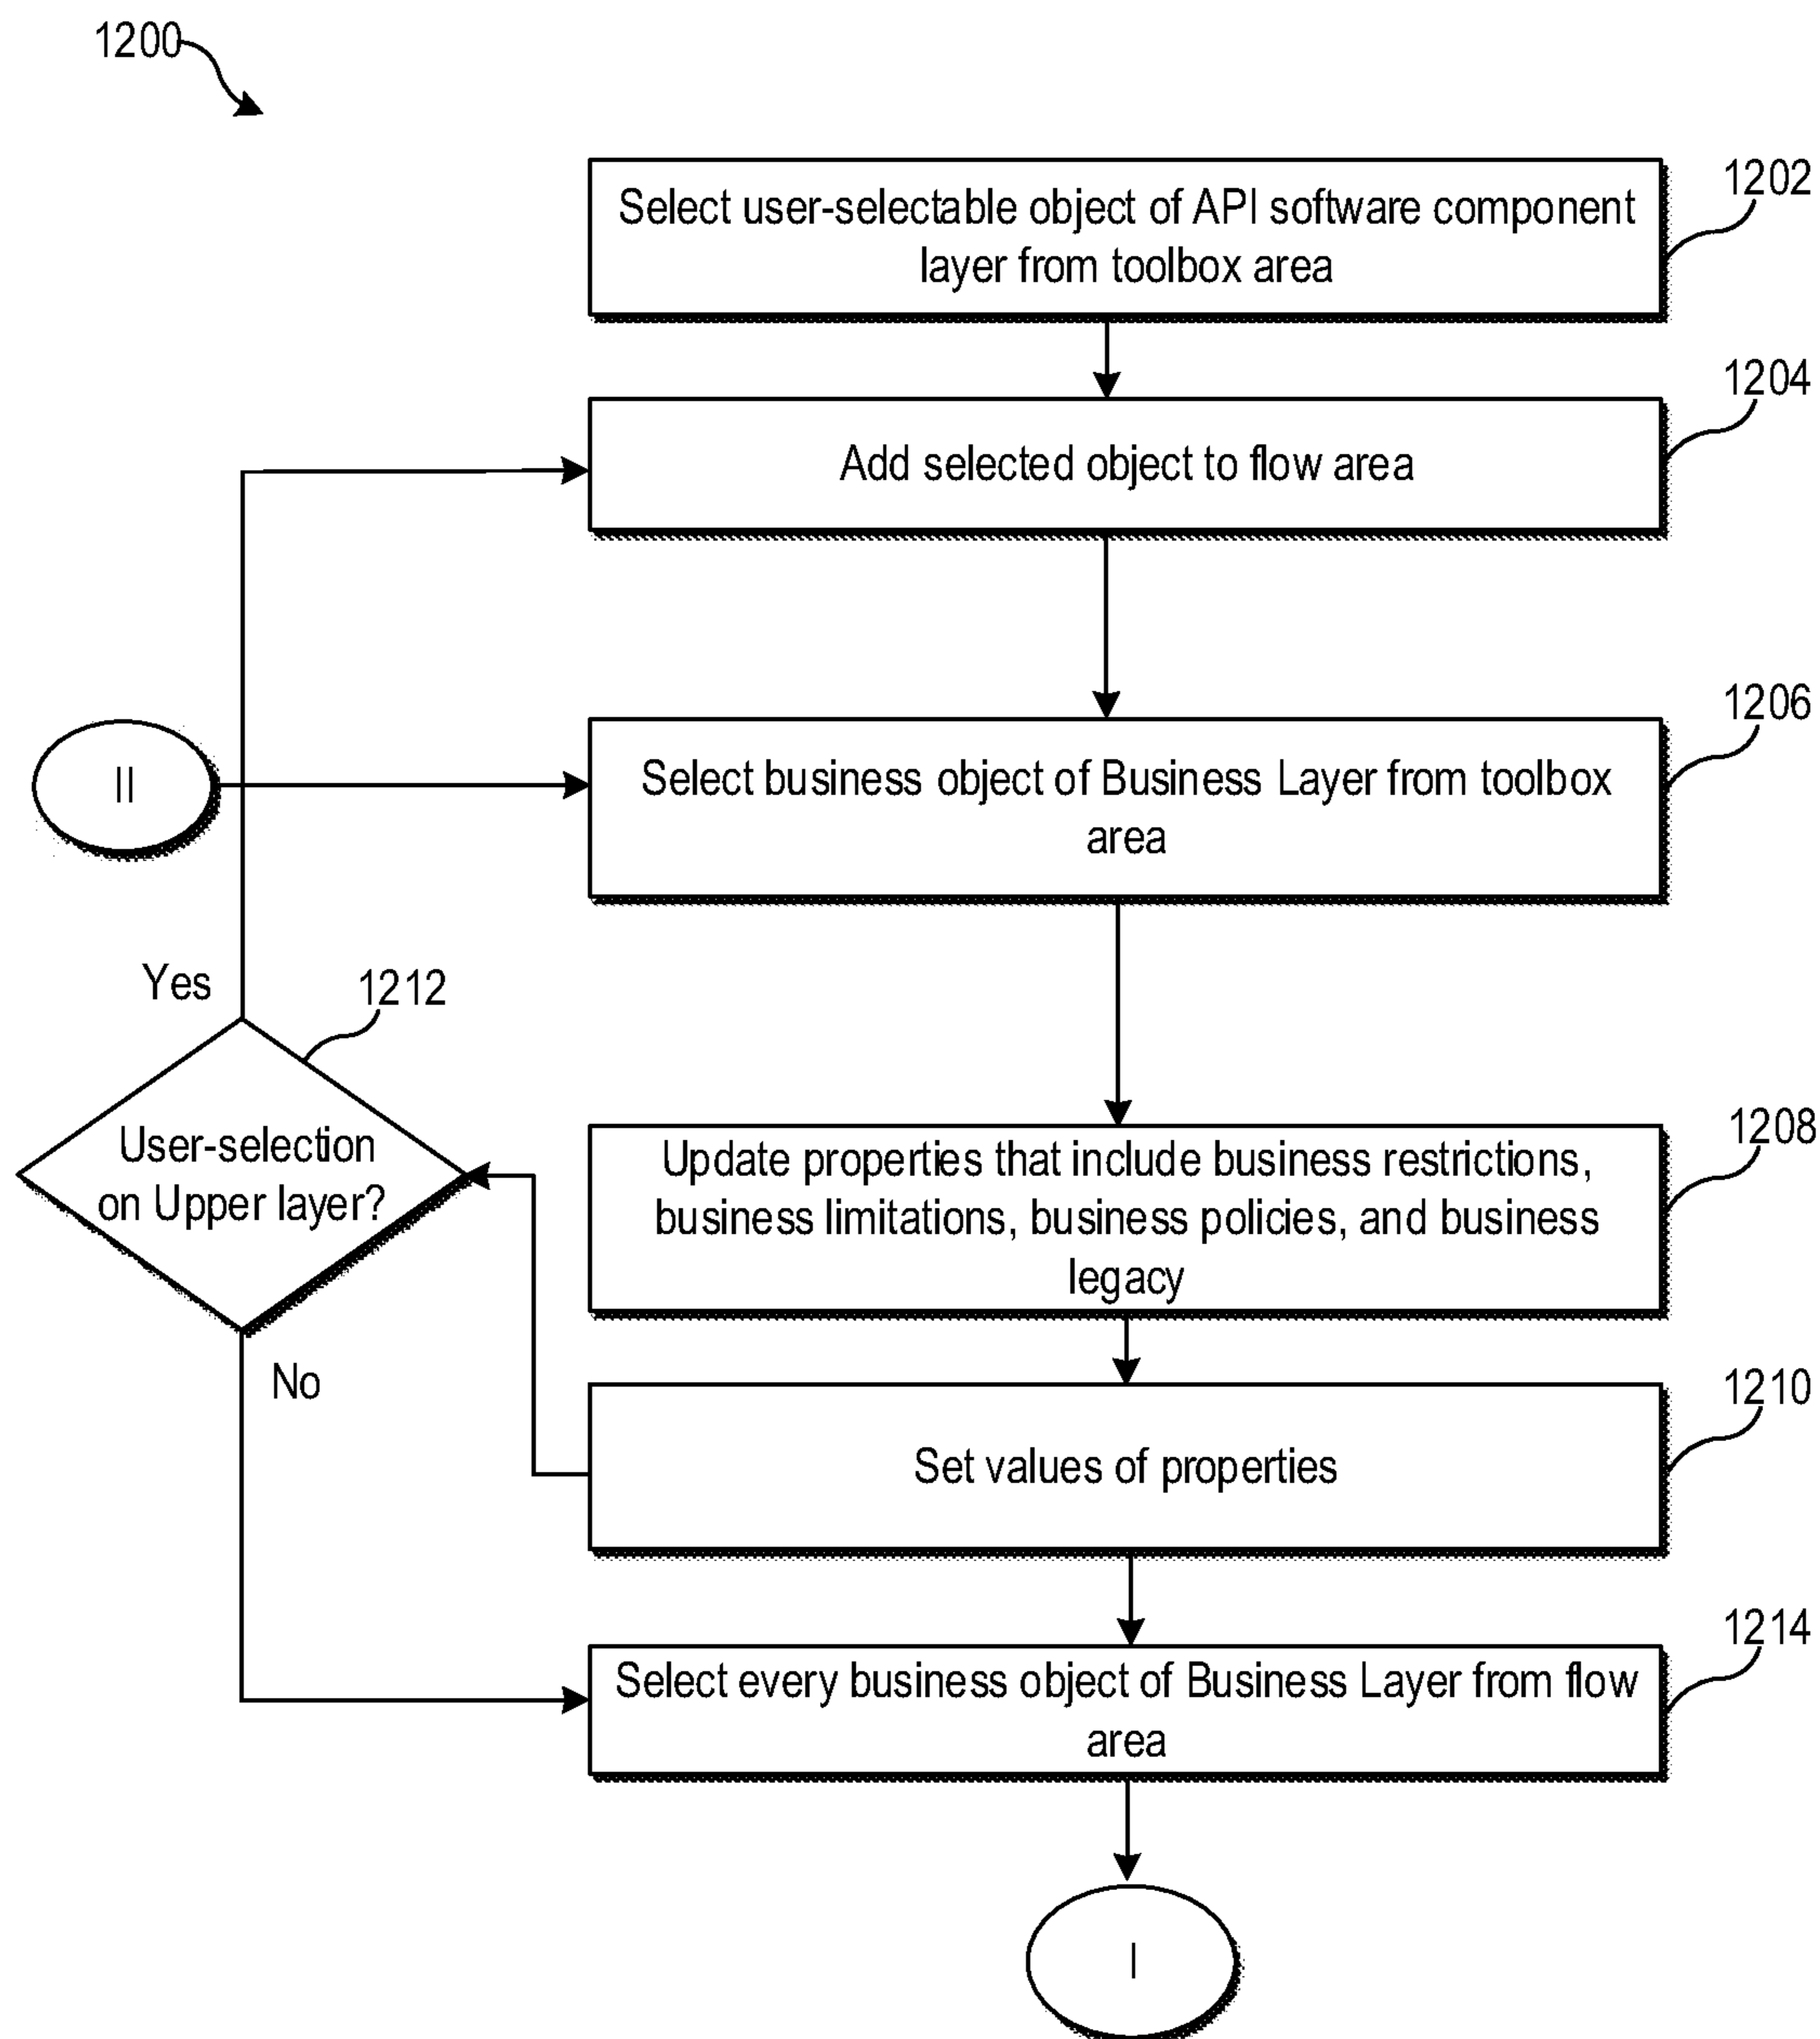 1200
1202
Select user-selectable object of API software component
layer from toolbox area
1204
Add selected object to flow area
1206
II
Select business object of Business Layer from toolbox
area
Yes
1212
User-selection
on Upper layer?
1208
Update properties that include business restrictions,
business limitations, business policies, and business
legacy
No
1210
Set values of properties
1214
Select every business object of Business Layer from flow
area
I